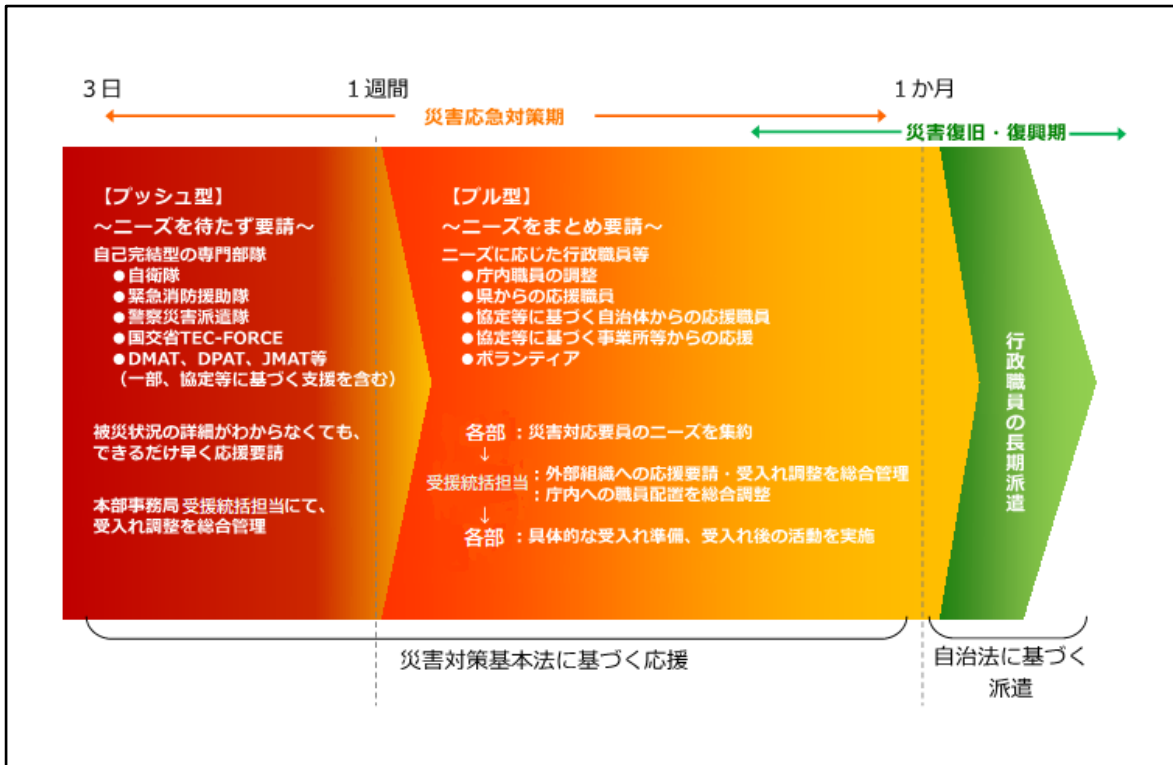 3日
1週間
1か月
災害応急対策期
災害復旧・復興期
【プッシュ型】
～ニーズを待たず要請～
自己完結型の専門部隊
●自衛隊
●緊急消防援助隊
●警察災害派遣隊
●国交省TEC-FORCE
●DMAT、DPAT、JMAT等
（一部、協定等に基づく支援を含む）
被災状況の詳細がわからなくても、
できるだけ早く応援要請
本部事務局 受援統括担当にて、
受入れ調整を総合管理
【プル型】
～ニーズをまとめ要請～
ニーズに応じた行政職員等
●庁内職員の調整
●県からの応援職員
●協定等に基づく自治体からの応援職員
●協定等に基づく事業所等からの応援
●ボランティア
各部：災害対応要員のニーズを集約
↓
受援統括担当：外部組織への応援要請・受入れ調整を総合管理
：庁内への職員配置を総合調整
↓
各部：具体的な受入れ準備、受入れ後の活動を実施
行政職員の長期派遣
災害対策基本法に基づく応援
自治法に基づく
派遣